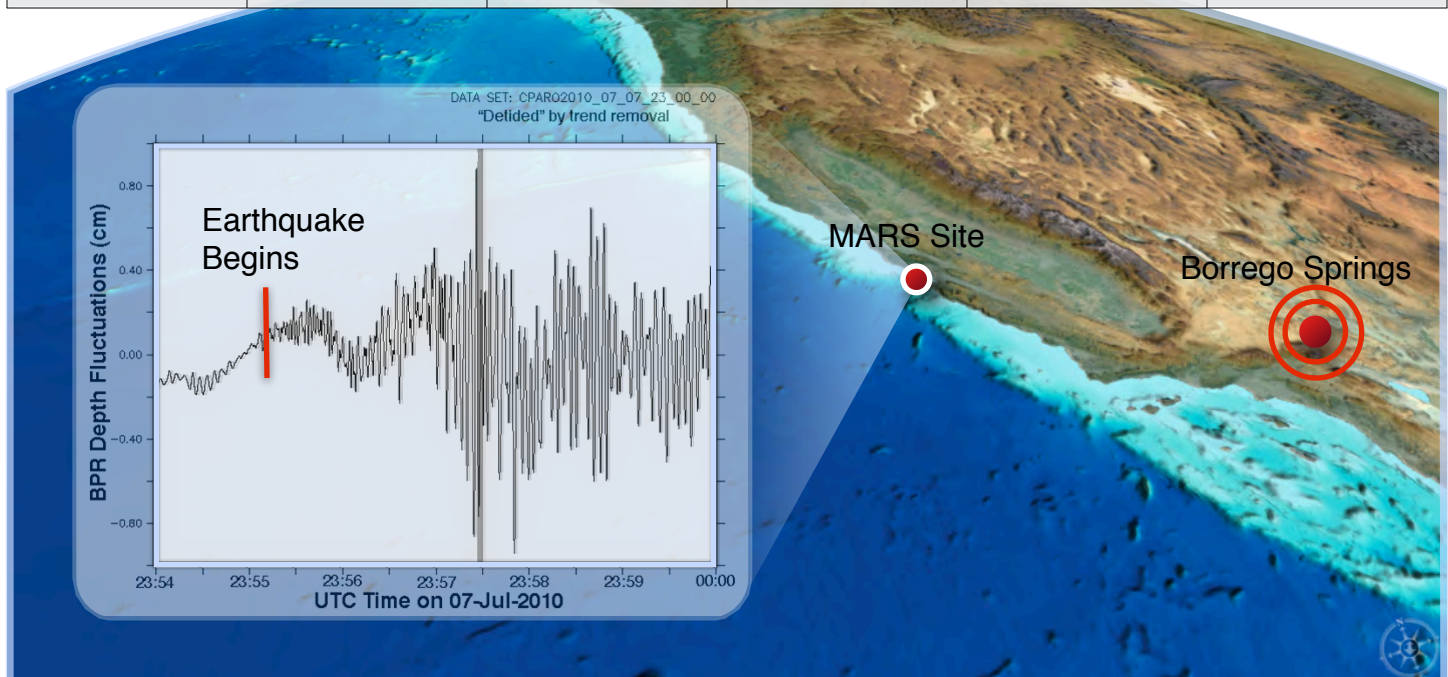 DATA SET: CPARO2010_07_07_23_00_00
"Detided" by trend removal
BPR Depth Fluctuations (cm)
0.80
0.40
0.00
−0.40
−0.80
Earthquake
Begins
23:54 23:55 23:56 23:57 23:58 23:59 00:00
UTC Time on 07-Jul-2010
MARS Site
Borrego Springs
N